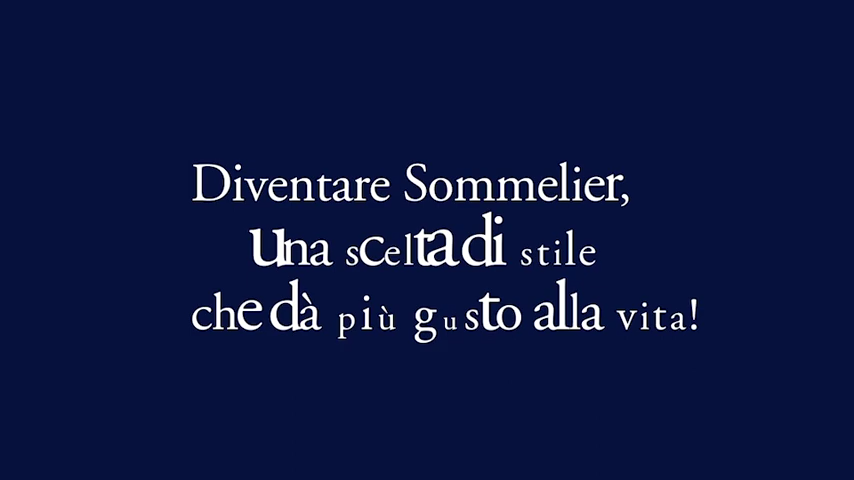 Diventare Sommelier,
una scelta di stile
che dà più gusto alla vita!